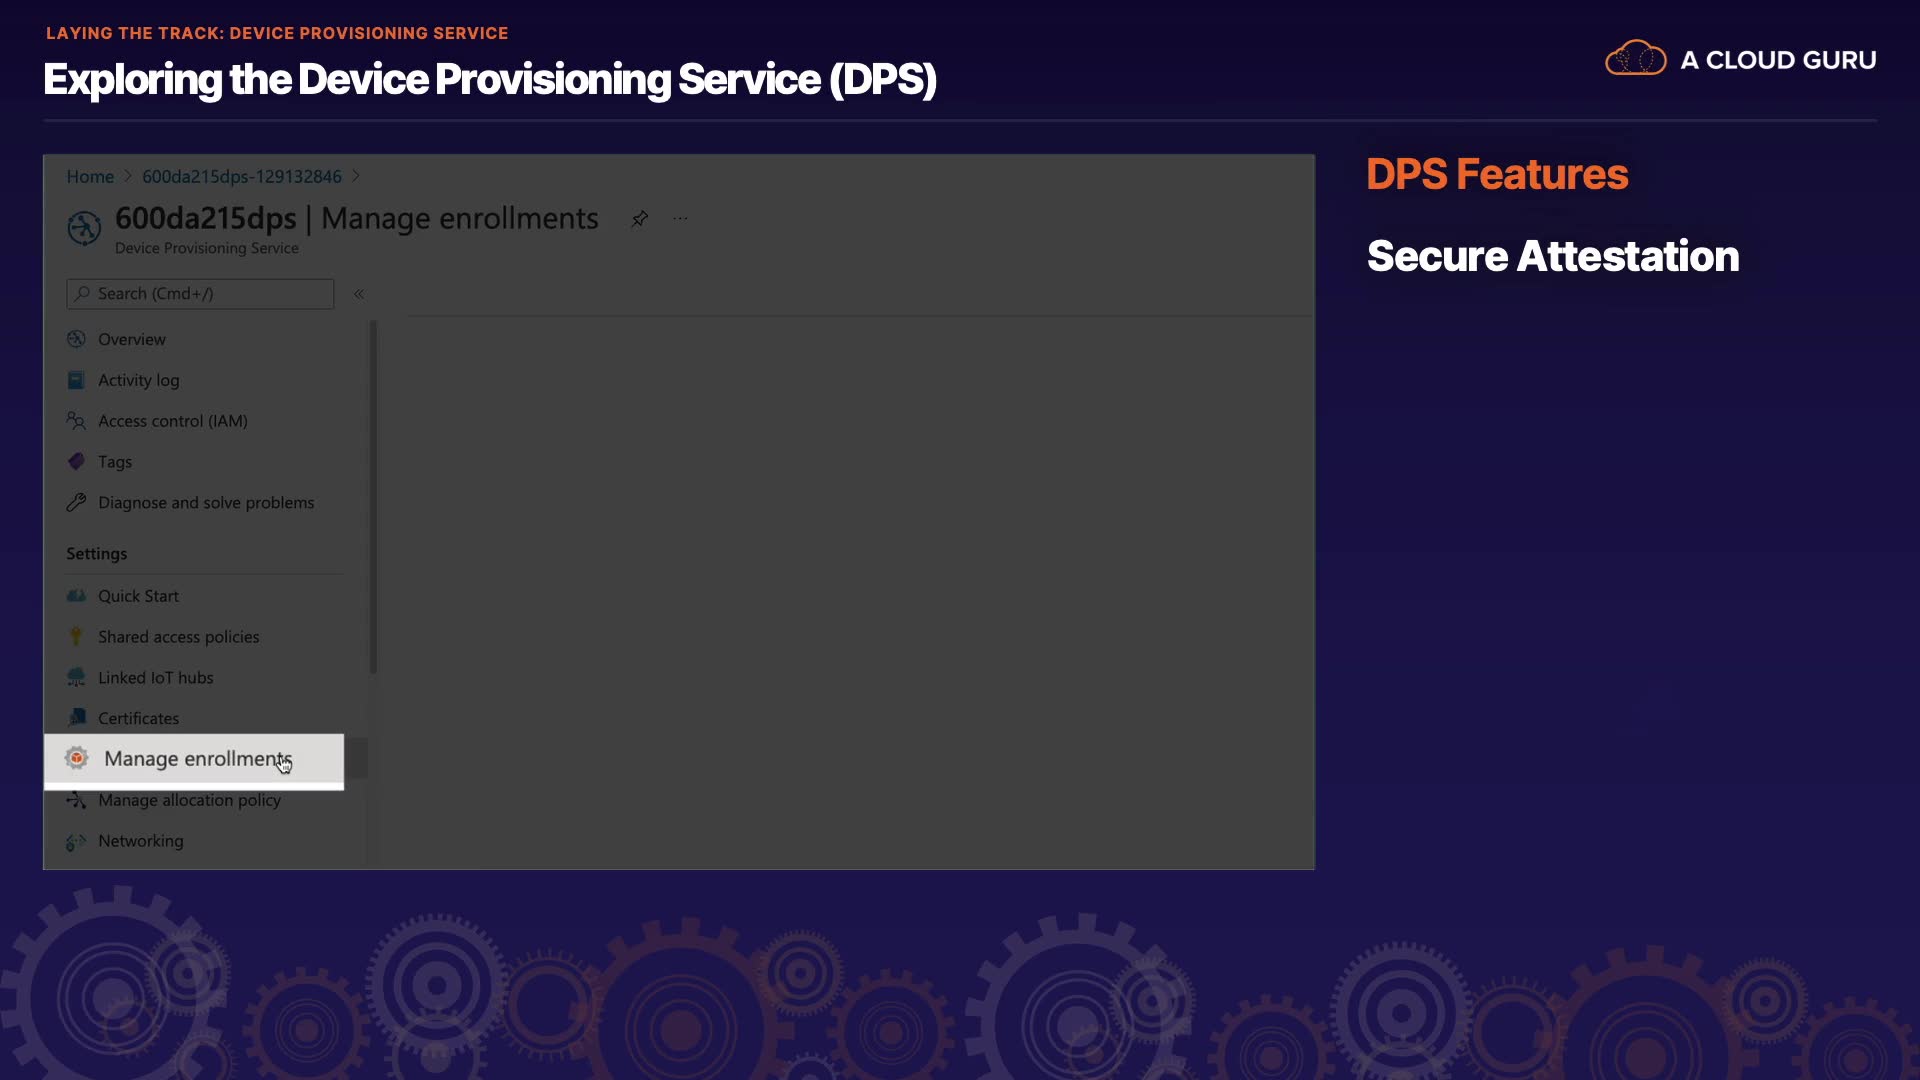 LAYING THE TRACK: DEVICE PROVISIONING SERVICE
Exploring the Device Provisioning Service (DPS)
A CLOUD GURU
Home > 600da215dps-129132846 >
600da215dps | Manage enrollments
Device Provisioning Service
Search (Cmd+/)
Overview
Activity log
Access control (IAM)
Tags
Diagnose and solve problems
Settings
Quick Start
Shared access policies
Linked IoT hubs
Certificates
Manage enrollments
Manage allocation policy
Networking
DPS Features
Secure Attestation